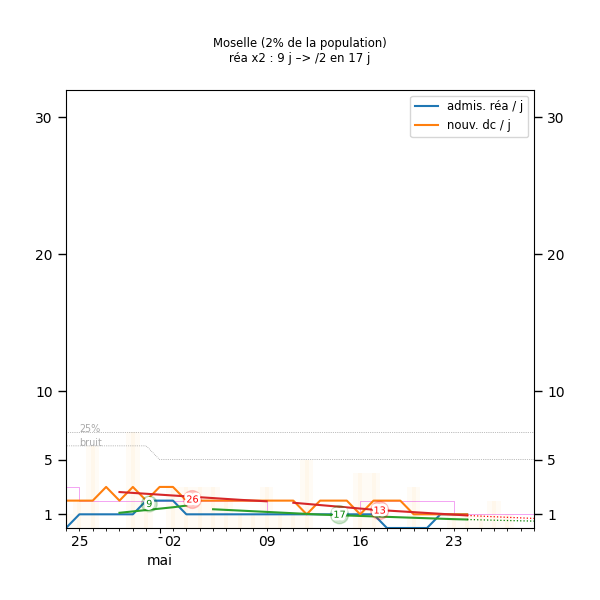 Moselle (2% de la population)
réa x2 : 9 j –> /2 en 17 j
admis. réa / j
nouv. dc / j
30 30
20 20
10 10
25%
bruit
5 5
26
9
17
13
1 1
25 02 09 16 23
mai